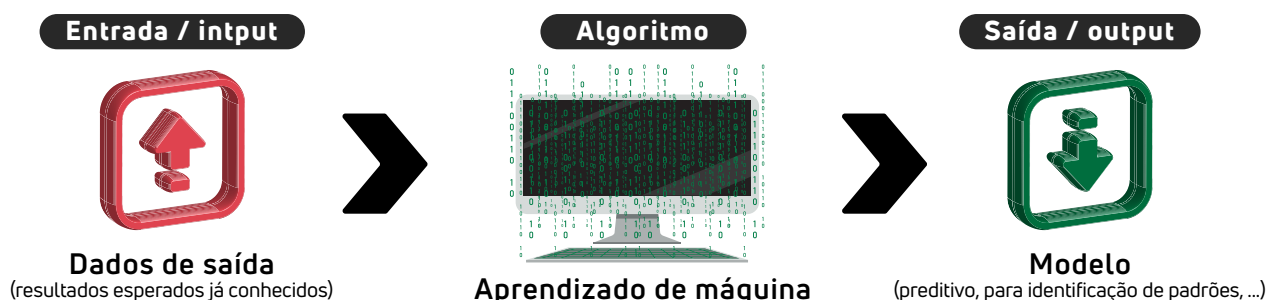 Entrada / intput
Algoritmo
Saída / output
Dados de saída
(resultados esperados já conhecidos)
Aprendizado de máquina
Modelo
(preditivo, para identificação de padrões, ...)